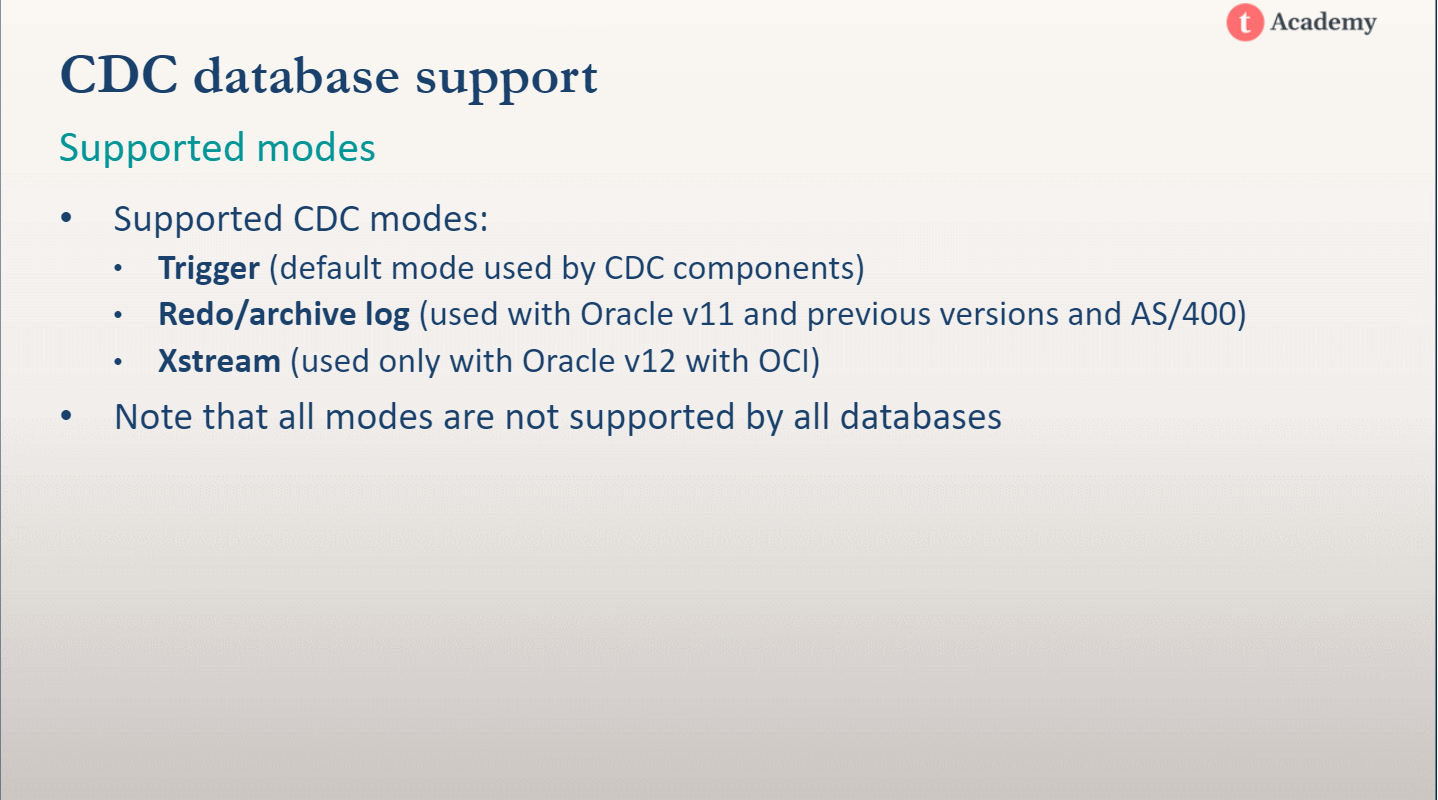 t Academy
CDC database support
Supported modes
• Supported CDC modes:
• Trigger (default mode used by CDC components)
• Redo/archive log (used with Oracle v11 and previous versions and AS/400)
• Xstream (used only with Oracle v12 with OCI)
• Note that all modes are not supported by all databases